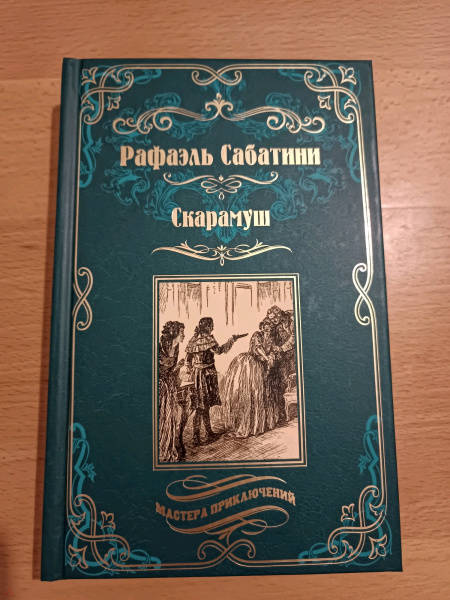 Рафаэль Сабатини
Скарамуш
МАСТЕРА ПРИКЛЮЧЕНИЙ